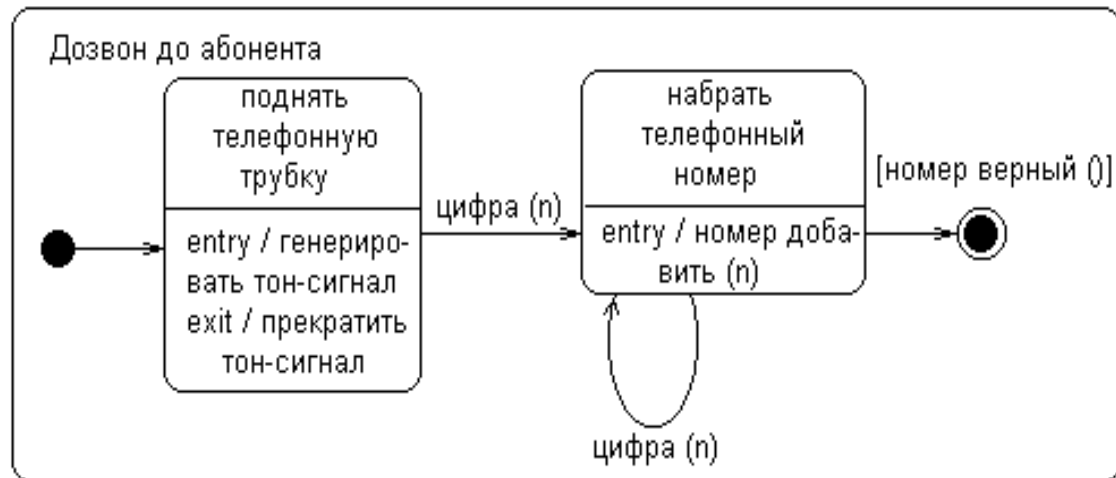 Дозвон до абонента
поднять
телефонную
трубку
entry / генериро-
вать тон-сигнал
exit / прекратить
тон-сигнал
цифра (n)
набрать
телефонный
номер
entry / номер доба-
вить (n)
цифра (n)
[номер верный ()]